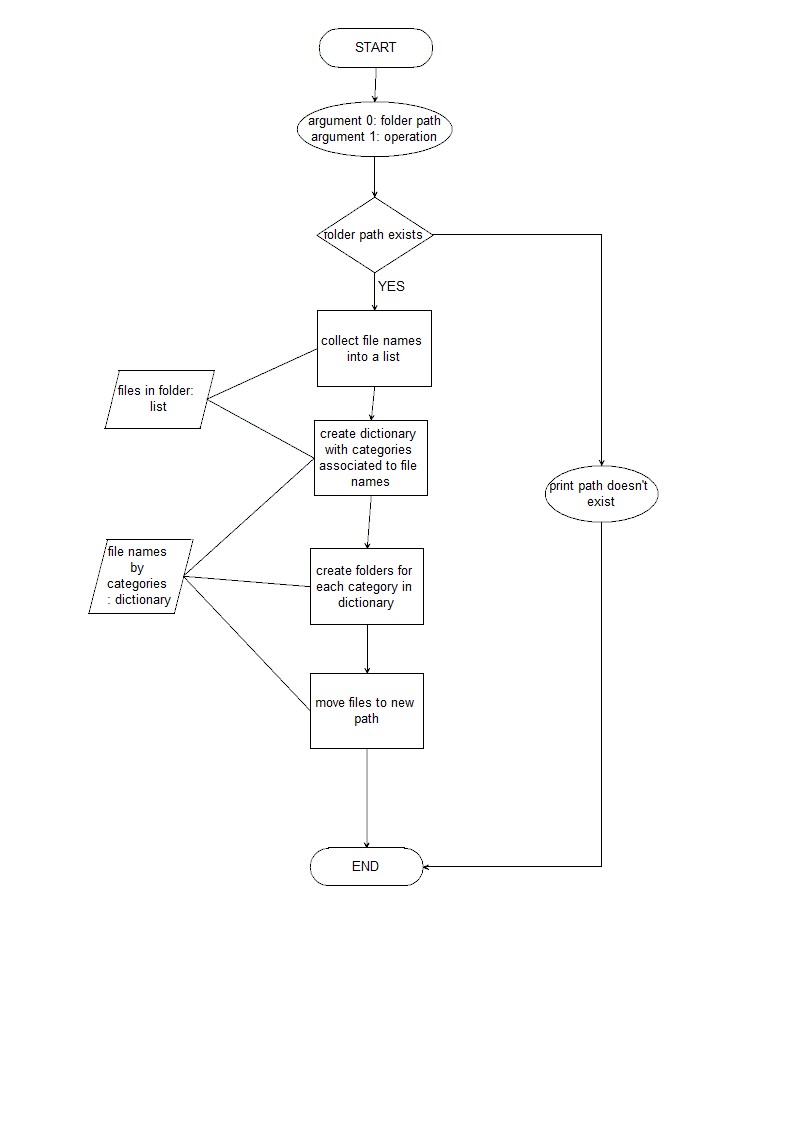 START
argument 0: folder path
argument 1: operation
folder path exists
YES
collect file names
into a list
files in folder:
list
create dictionary
with categories
associated to file
names
print path doesn't
exist
file names
by
categories
: dictionary
create folders for
each category in
dictionary
move files to new
path
END